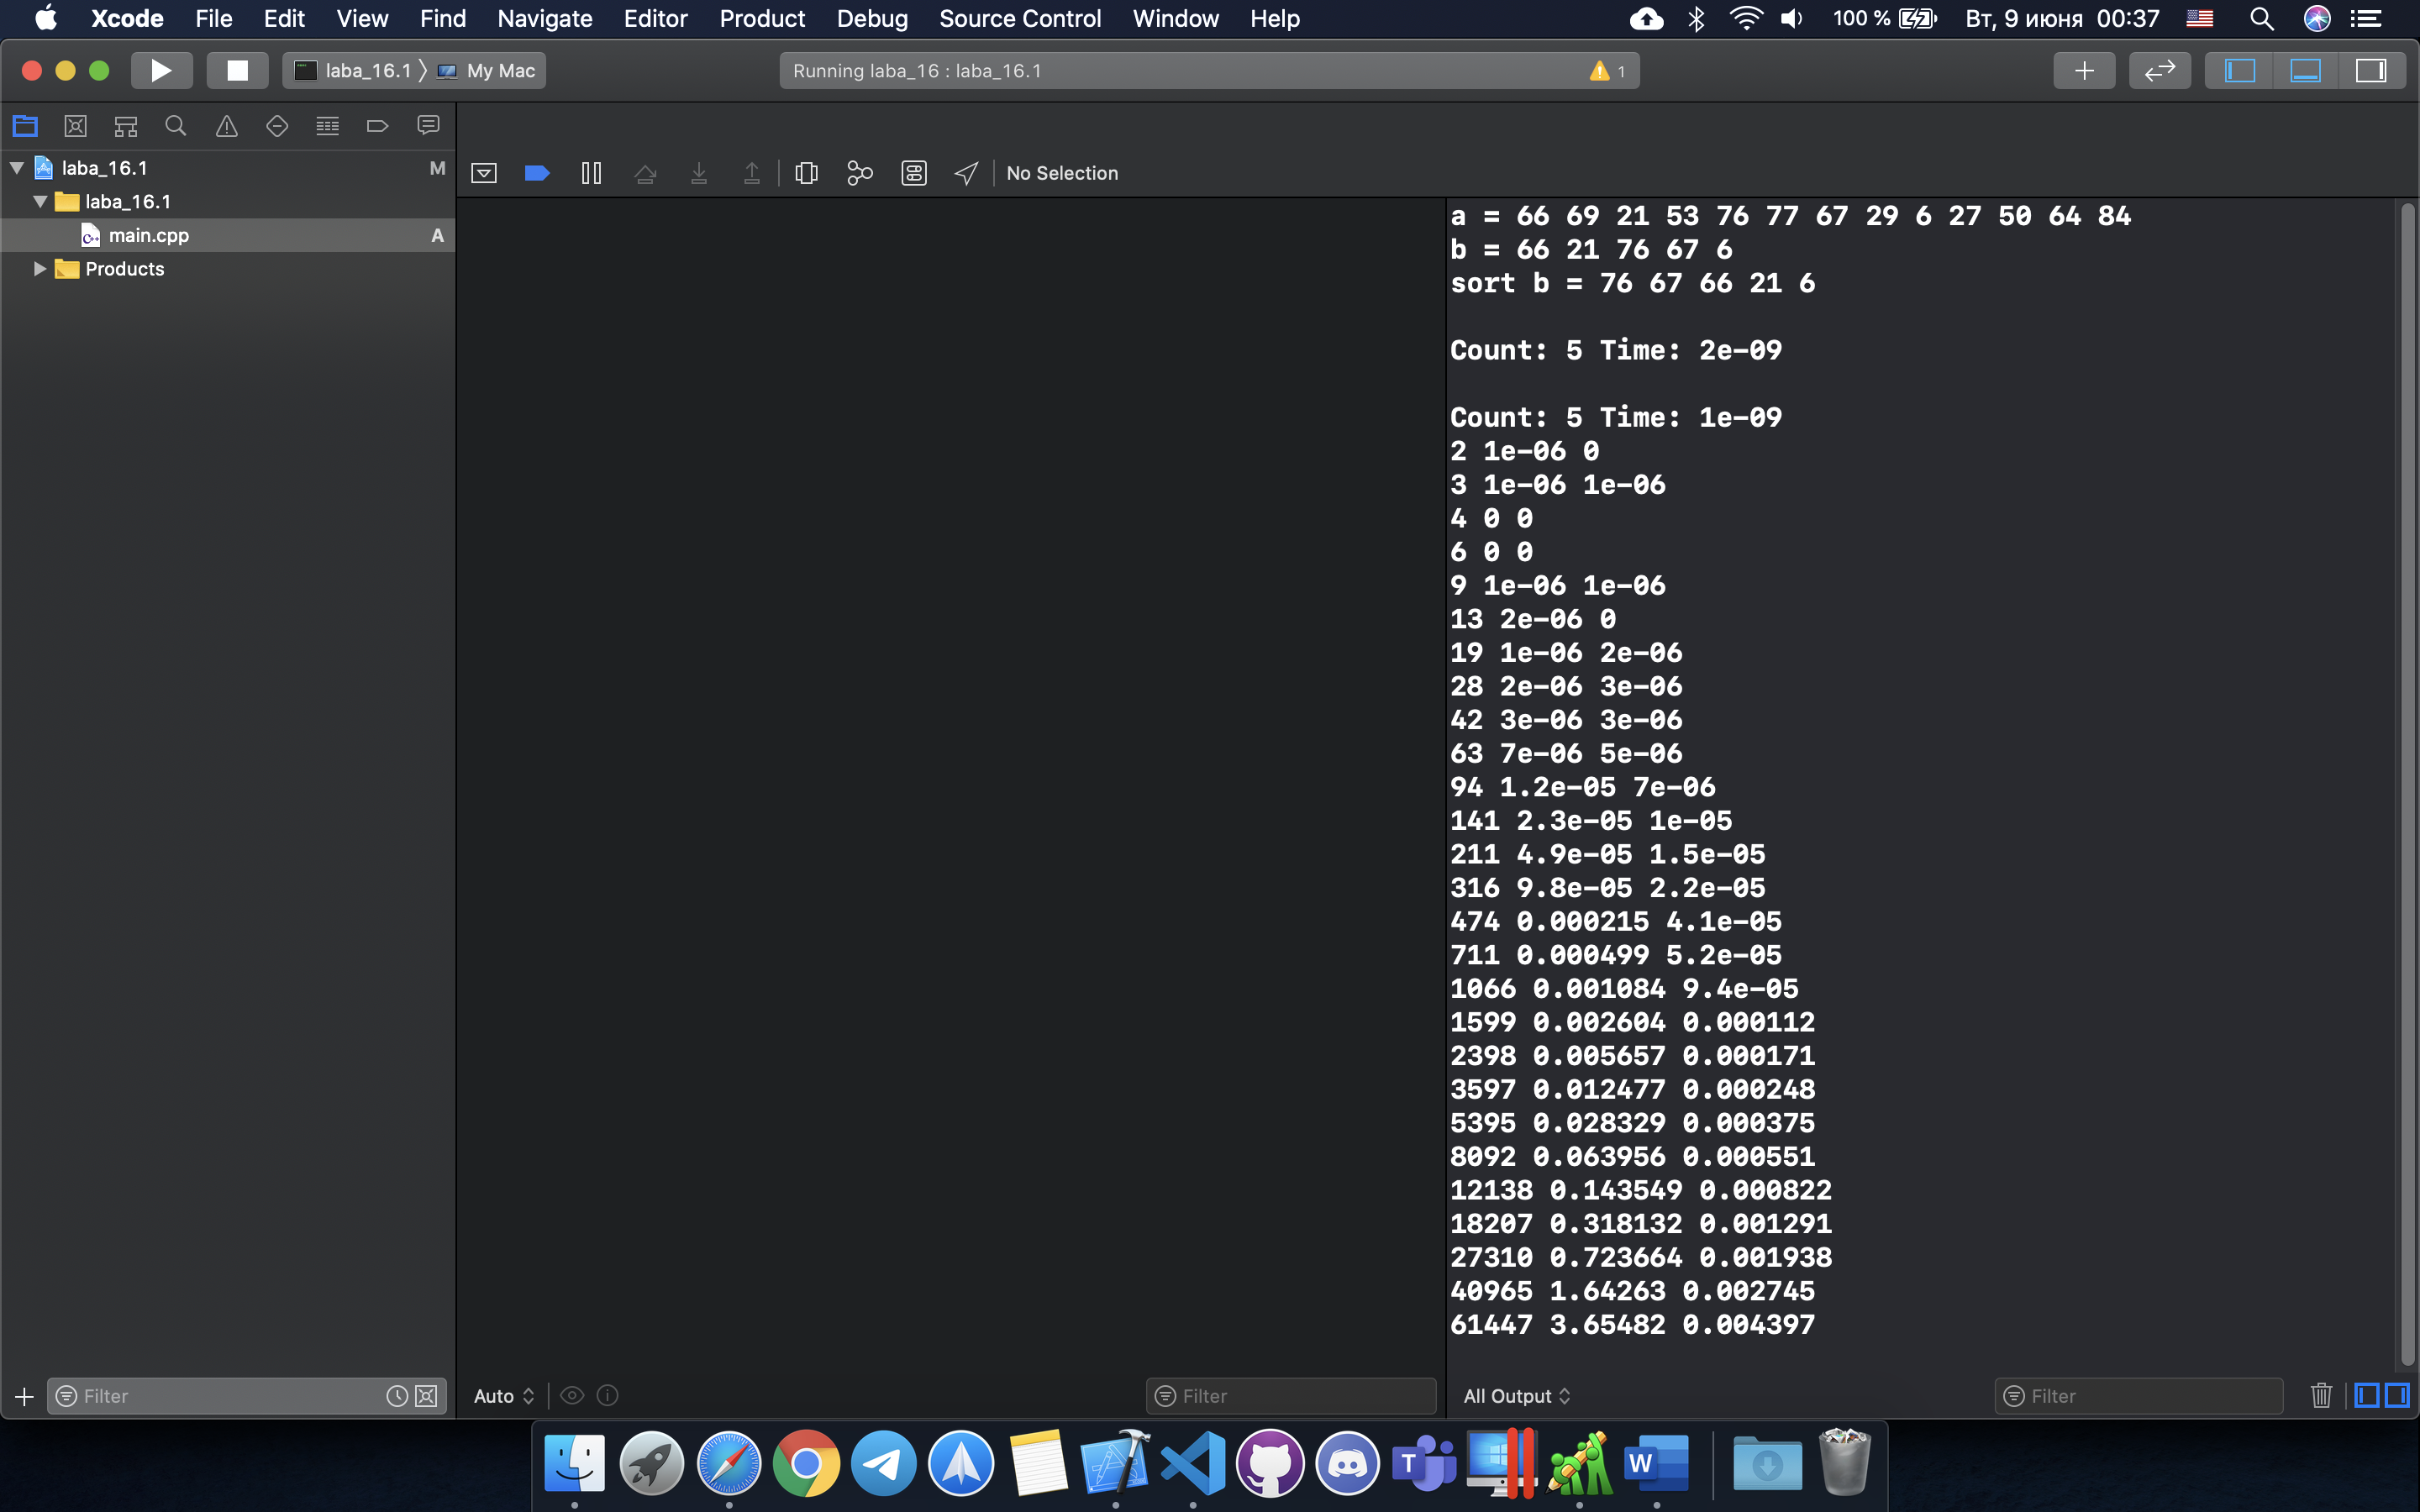 Xcode File Edit View Find Navigate Editor Product Debug Source Control Window Help 100 % Вт, 9 июня 00:37
laba_16.1 My Mac Running laba_16 : laba_16.1 1
laba_16.1 M
laba_16.1
main.cpp A
Products
No Selection
a = 66 69 21 53 76 77 67 29 6 27 50 64 84
b = 66 21 76 67 6
sort b = 76 67 66 21 6
Count: 5 Time: 2e-09
Count: 5 Time: 1e-09
2 1e-06 0
3 1e-06 1e-06
4 0 0
6 0 0
9 1e-06 1e-06
13 2e-06 0
19 1e-06 2e-06
28 2e-06 3e-06
42 3e-06 3e-06
63 7e-06 5e-06
94 1.2e-05 7e-06
141 2.3e-05 1e-05
211 4.9e-05 1.5e-05
316 9.8e-05 2.2e-05
474 0.000215 4.1e-05
711 0.000499 5.2e-05
1066 0.001084 9.4e-05
1599 0.002604 0.000112
2398 0.005657 0.000171
3597 0.012477 0.000248
5395 0.028329 0.000375
8092 0.063956 0.000551
12138 0.143549 0.000822
18207 0.318132 0.001291
27310 0.723664 0.001938
40965 1.64263 0.002745
61447 3.65482 0.004397
Filter Auto Filter All Output Filter
T W